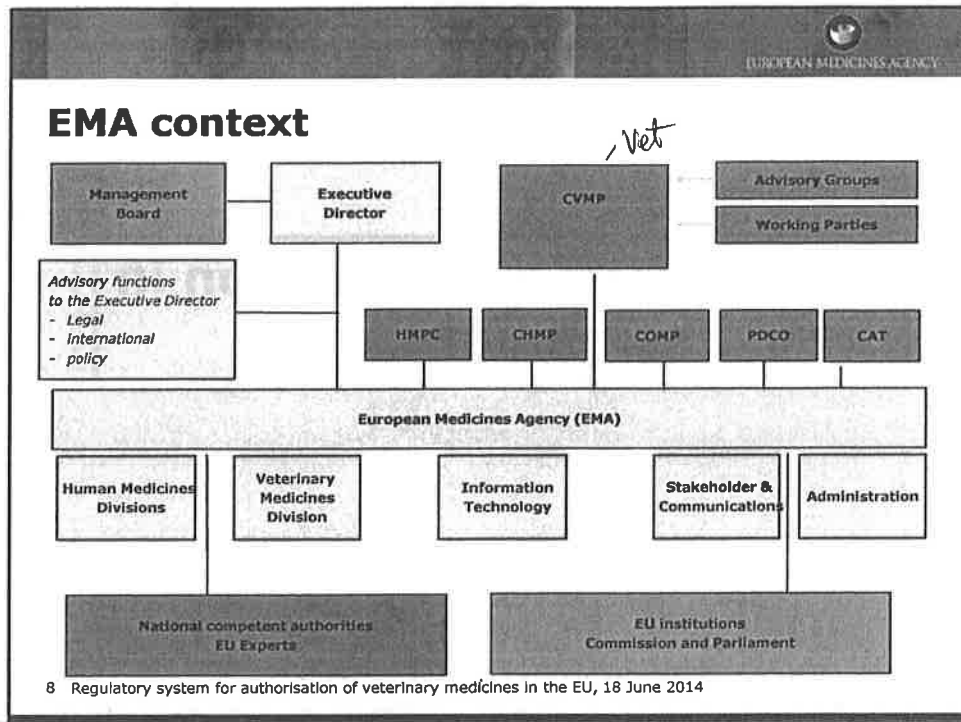 EUROPEAN MEDICINES AGENCY
EMA context
Vet
Management
Board
Executive
Director
CVMP
Advisory Groups
Working Parties
Advisory functions
to the Executive Director
- Legal
- international
- policy
HMPC
CHMP
COMP
PDCO
CAT
European Medicines Agency (EMA)
Human Medicines
Divisions
Veterinary
Medicines
Division
Information
Technology
Stakeholder &
Communications
Administration
National competent authorities
EU Experts
EU institutions
Commission and Parliament
8 Regulatory system for authorisation of veterinary medicines in the EU, 18 June 2014